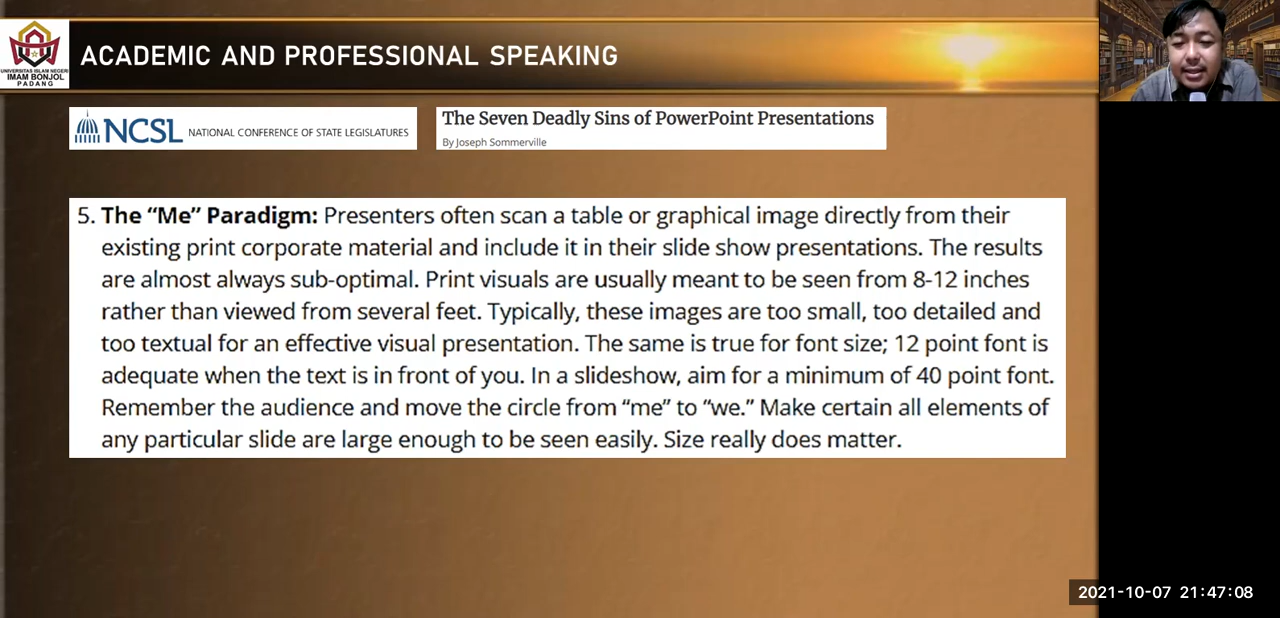 UNIVERSITAS ISLAM NEGERI
IMAM BONJOL
PADANG
ACADEMIC AND PROFESSIONAL SPEAKING
NCSL NATIONAL CONFERENCE OF STATE LEGISLATURES
The Seven Deadly Sins of PowerPoint Presentations
By Joseph Sommerville
5. The “Me” Paradigm: Presenters often scan a table or graphical image directly from their
existing print corporate material and include it in their slide show presentations. The results
are almost always sub-optimal. Print visuals are usually meant to be seen from 8-12 inches
rather than viewed from several feet. Typically, these images are too small, too detailed and
too textual for an effective visual presentation. The same is true for font size; 12 point font is
adequate when the text is in front of you. In a slideshow, aim for a minimum of 40 point font.
Remember the audience and move the circle from “me” to “we.” Make certain all elements of
any particular slide are large enough to be seen easily. Size really does matter.
2021-10-07 21:47:08